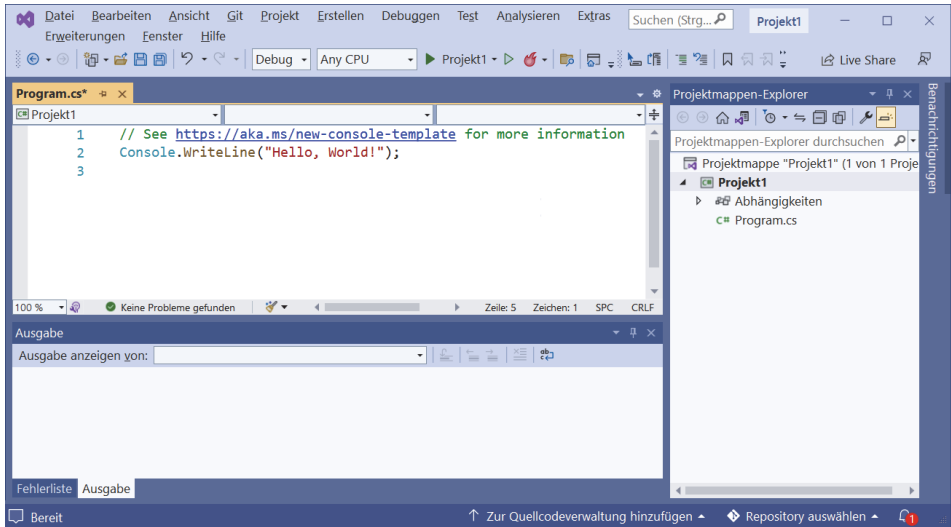 Datei Bearbeiten Ansicht Git Projekt Erstellen Debuggen Test Analysieren Extras Suchen (Strg... Projekt1
Erweiterungen Fenster Hilfe
Debug Any CPU Projekt1 Live Share
Program.cs*
Projekt1
1 // See https://aka.ms/new-console-template for more information
2 Console.WriteLine("Hello, World!");
3
100 % Keine Probleme gefunden Zeile: 5 Zeichen: 1 SPC CRLF
Ausgabe
Ausgabe anzeigen von:
Fehlerliste Ausgabe
Projektmappen-Explorer
Projektmappen-Explorer durchsuchen
Projektmappe "Projekt1" (1 von 1 Proje
Projekt1
Abhängigkeiten
C# Program.cs
Benachrichtigungen
Bereit Zur Quellcodeverwaltung hinzufügen Repository auswählen 1